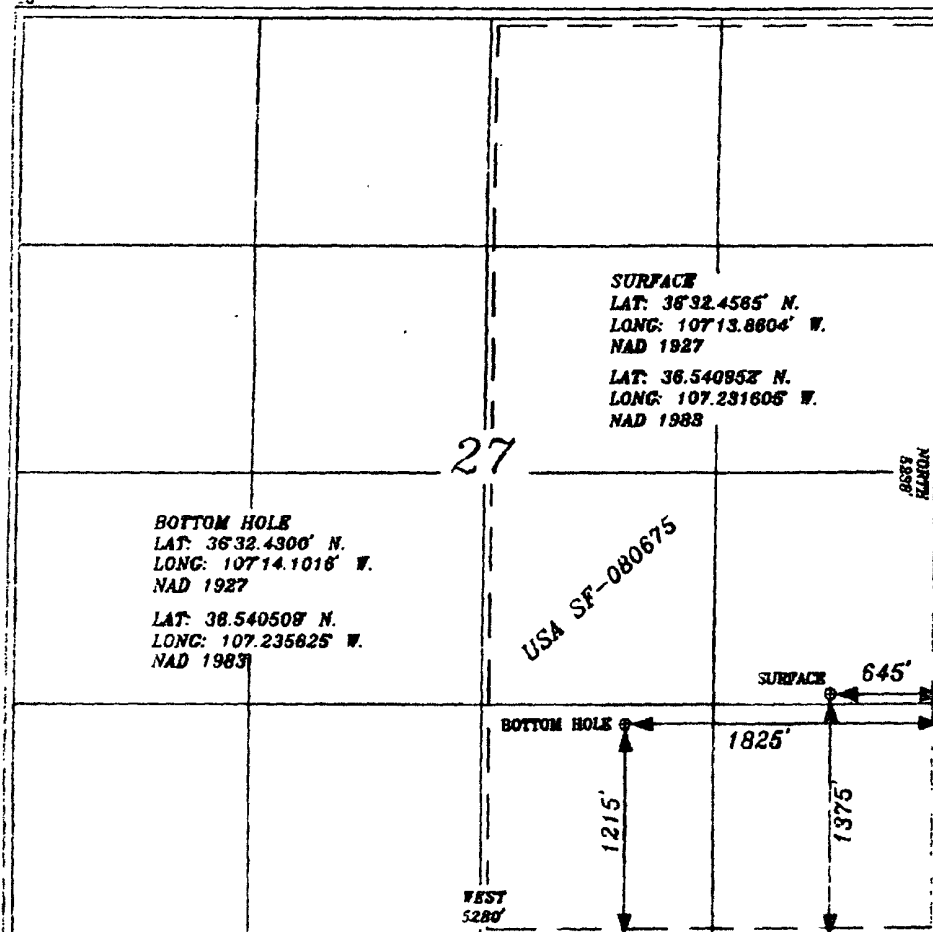 SURFACE
LAT: 36°32.4565' N.
LONG: 107°13.8604' W.
NAD 1927
LAT: 36.540952° N.
LONG: 107.231605° W.
NAD 1983
27
NORTH
BOTTOM HOLE
LAT: 36°32.4300' N.
LONG: 107°14.1016' W.
NAD 1927
LAT: 36.540509° N.
LONG: 107.235625° W.
NAD 1983
USA SF-080675
SURFACE
645'
BOTTOM HOLE
1825'
1215'
1375'
WEST
5280'